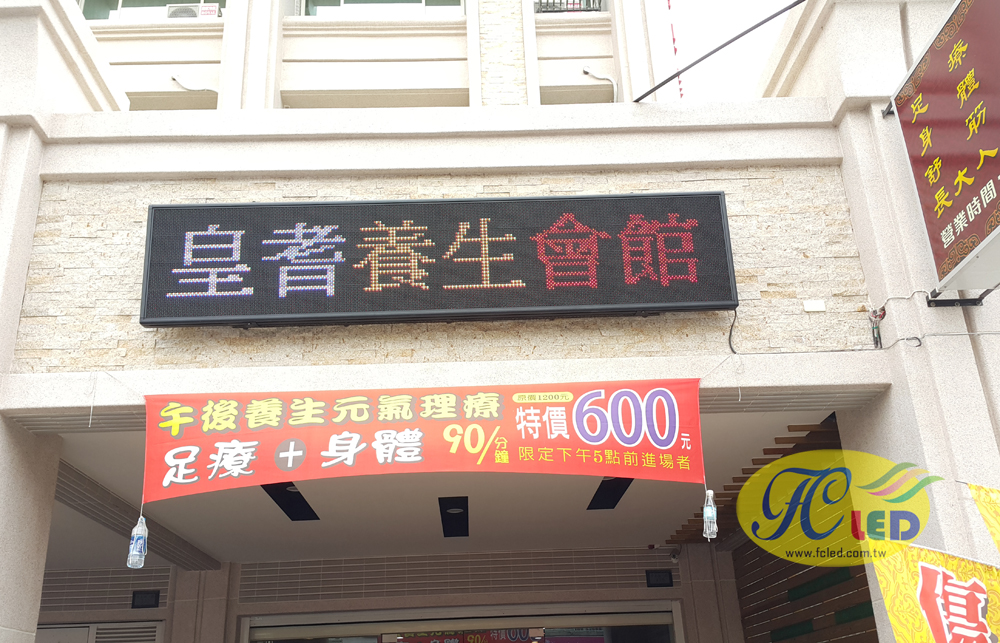 皇耆養生會館
午後養生元氣理療
足療+身體 90/分鐘
原價1200元
特價600元
限定下午5點前進場者
足身舒長
療體筋大人
營業時間:
FC LED
www.fcled.com.tw